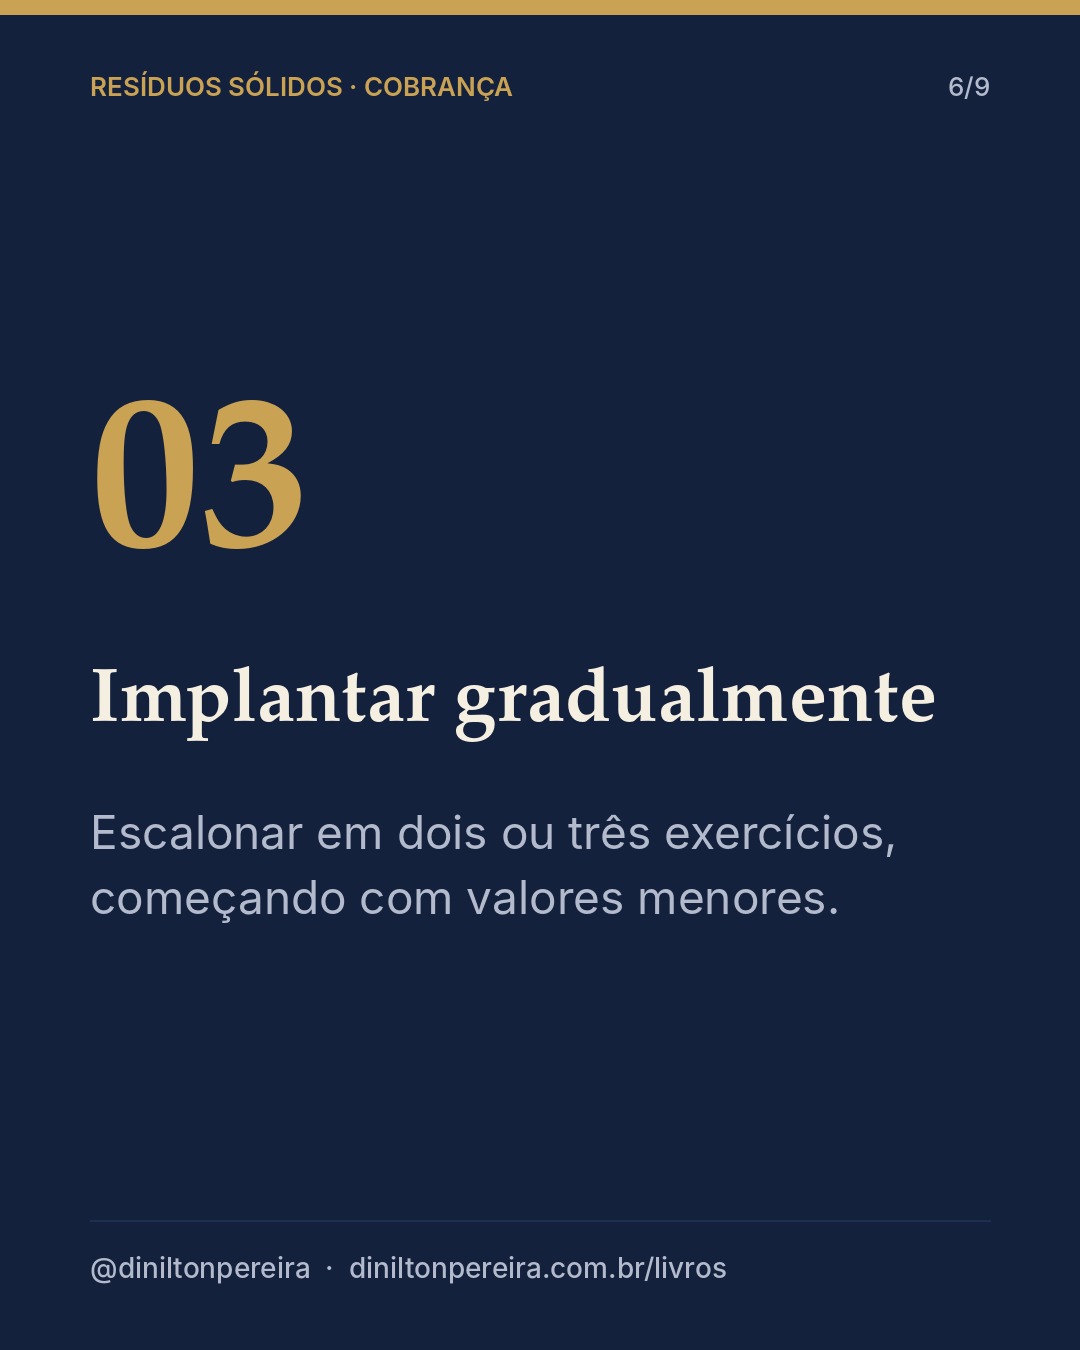 RESÍDUOS SÓLIDOS · COBRANÇA
6/9
03
Implantar gradualmente
Escalonar em dois ou três exercícios,
começando com valores menores.
@diniltonpereira · diniltonpereira.com.br/livros